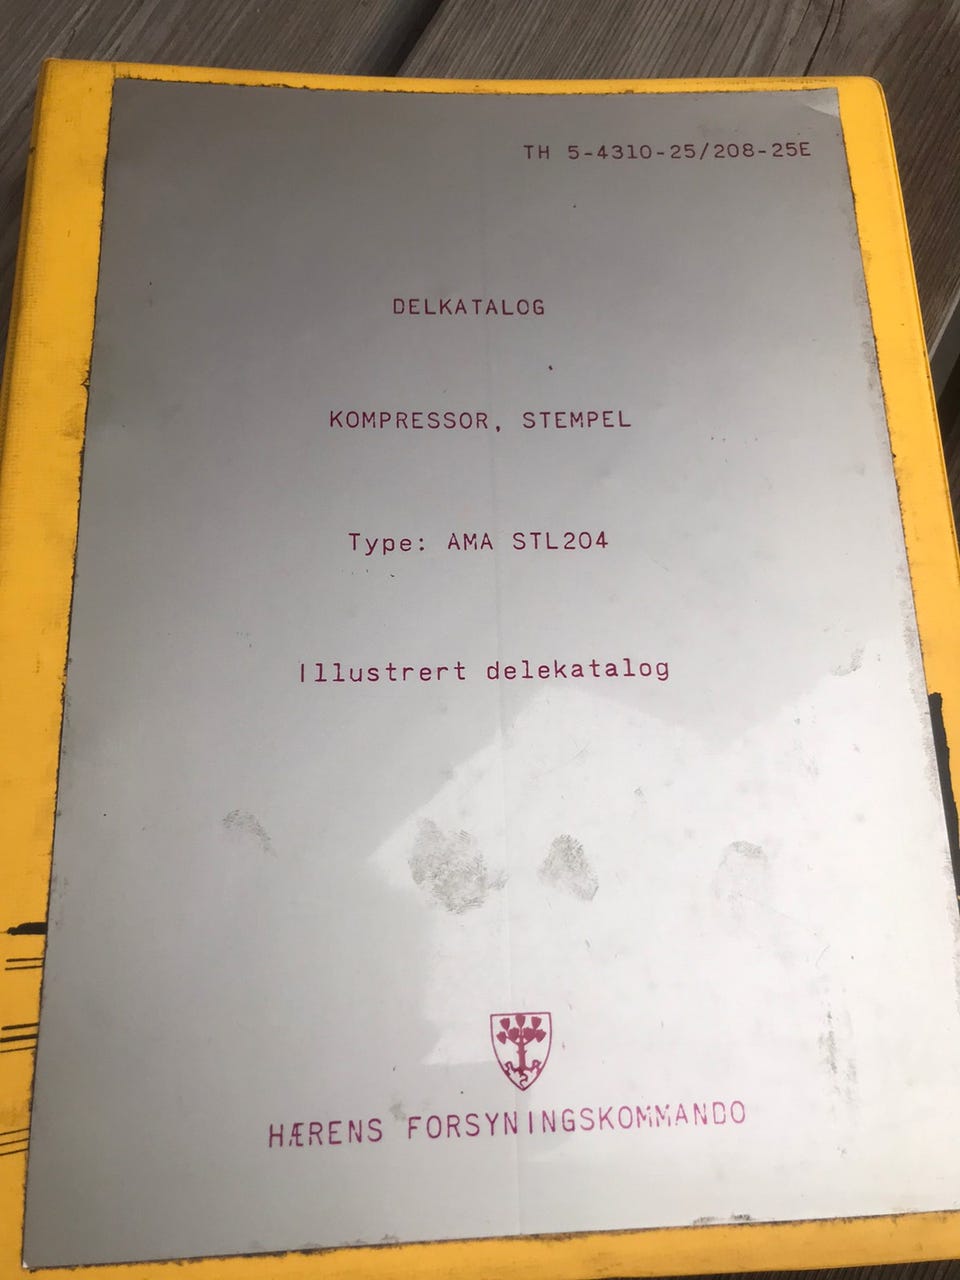 TH 5-4310-25/208-25E
DELKATALOG
KOMPRESSOR, STEMPEL
Type: AMA STL204
Illustrert delekatalog
HÆRENS FORSYNINGSKOMMANDO